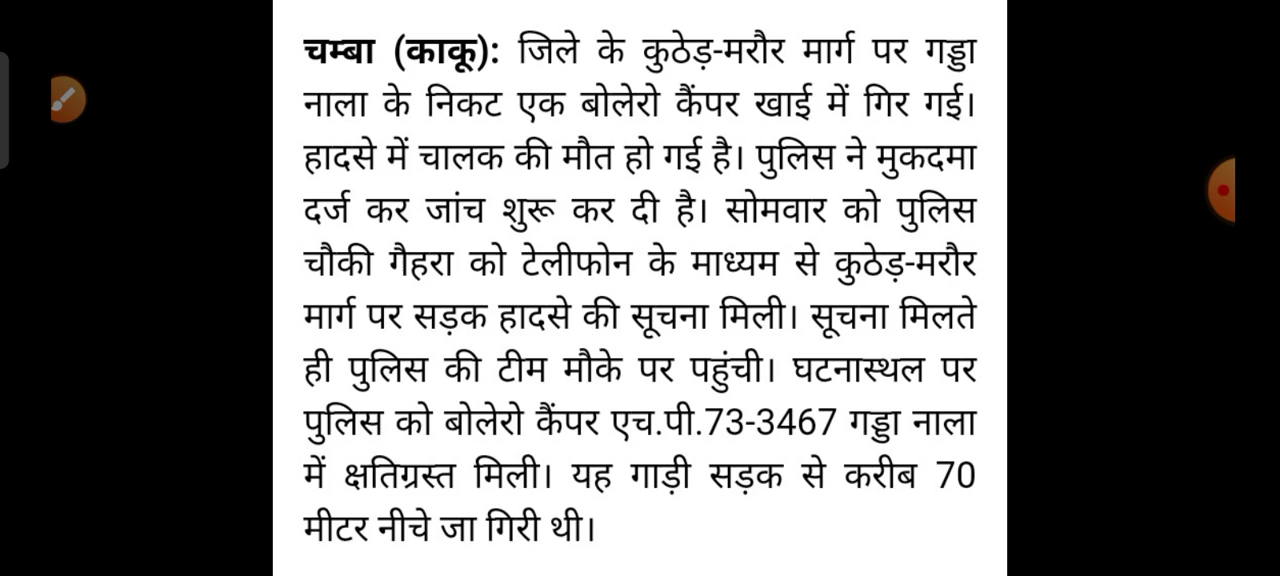 चम्बा (काकू): जिले के कुठेड़-मरौर मार्ग पर गड्डा
नाला के निकट एक बोलेरो कैंपर खाई में गिर गई।
हादसे में चालक की मौत हो गई है। पुलिस ने मुकदमा
दर्ज कर जांच शुरू कर दी है। सोमवार को पुलिस
चौकी गैहरा को टेलीफोन के माध्यम से कुठेड़-मरौर
मार्ग पर सड़क हादसे की सूचना मिली। सूचना मिलते
ही पुलिस की टीम मौके पर पहुंची। घटनास्थल पर
पुलिस को बोलेरो कैंपर एच.पी.73-3467 गड्डा नाला
में क्षतिग्रस्त मिली। यह गाड़ी सड़क से करीब 70
मीटर नीचे जा गिरी थी।